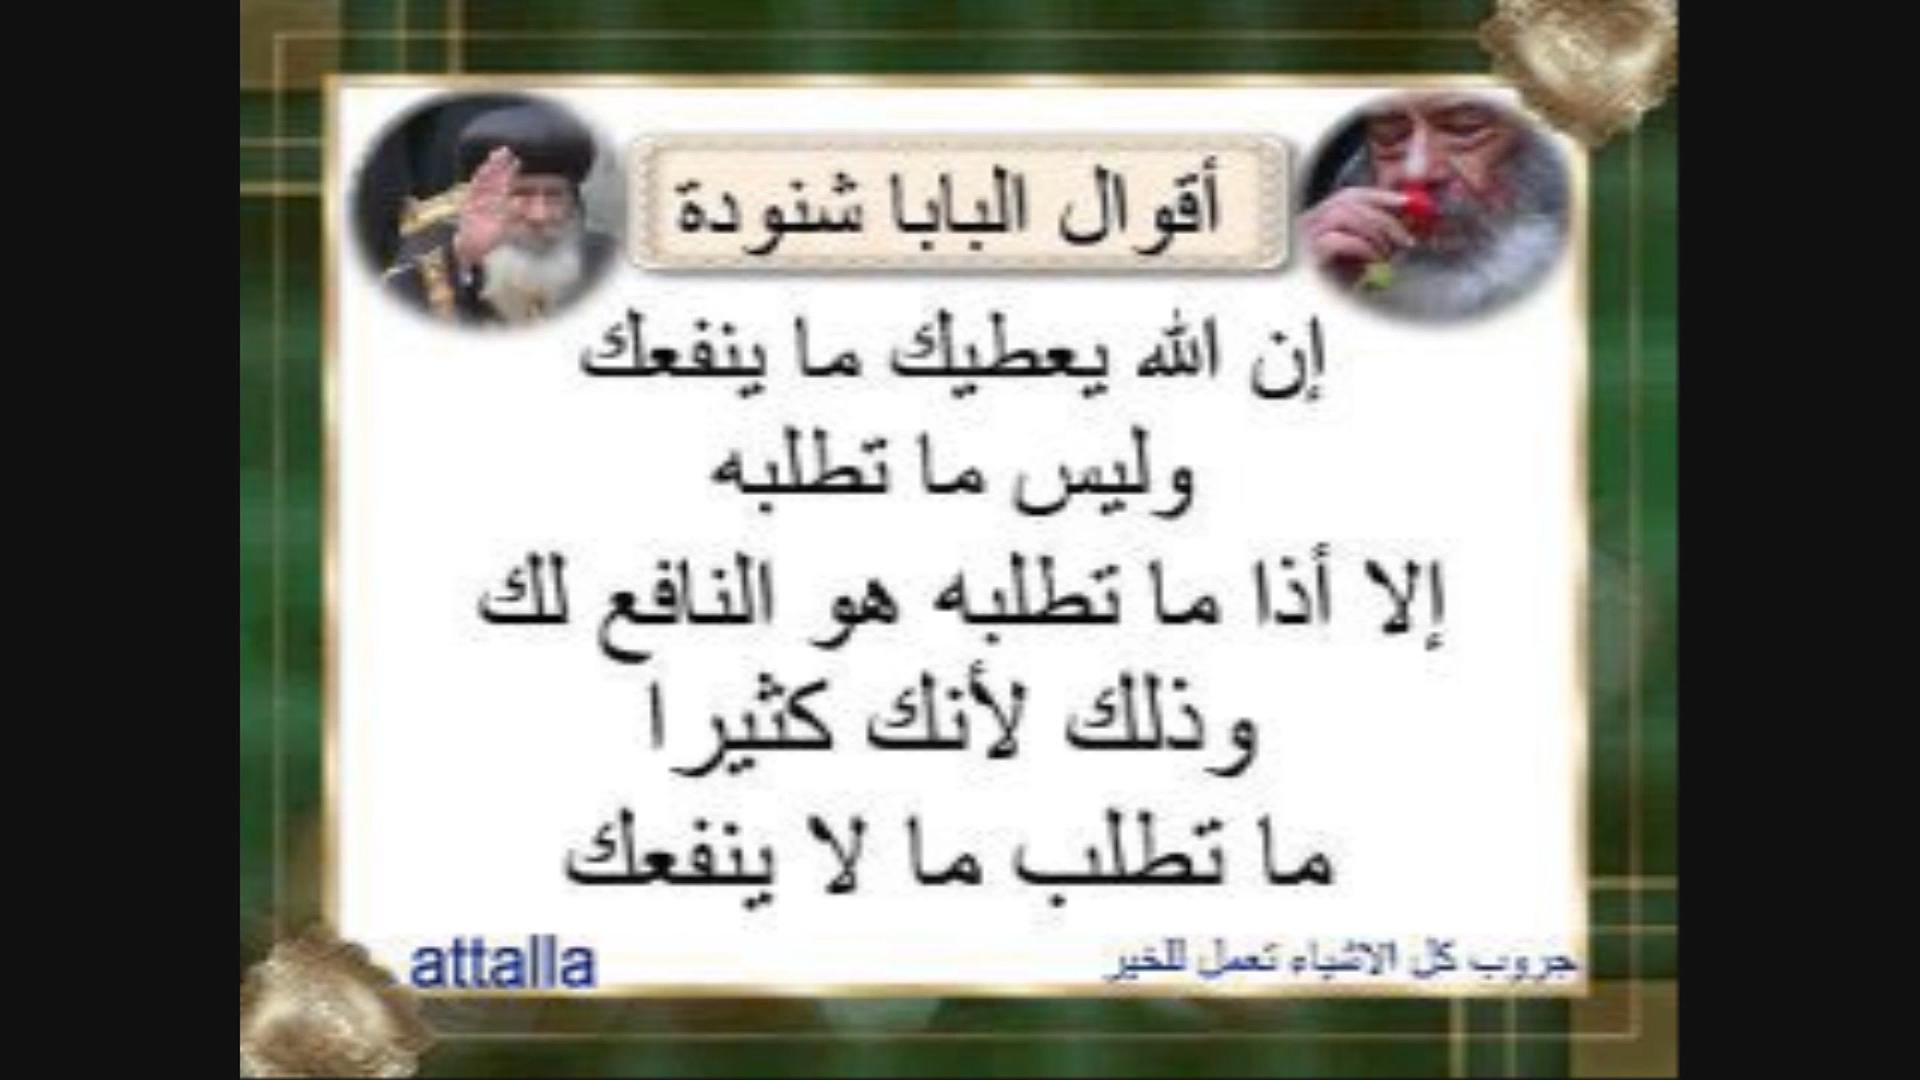 أقوال البابا شنودة
إن الله يعطيك ما ينفعك
وليس ما تطلبه
إلا أذا ما تطلبه هو النافع لك
وذلك لأنك كثيرا
ما تطلب ما لا ينفعك
جروب كل الاشياء تعمل للخير
attalla